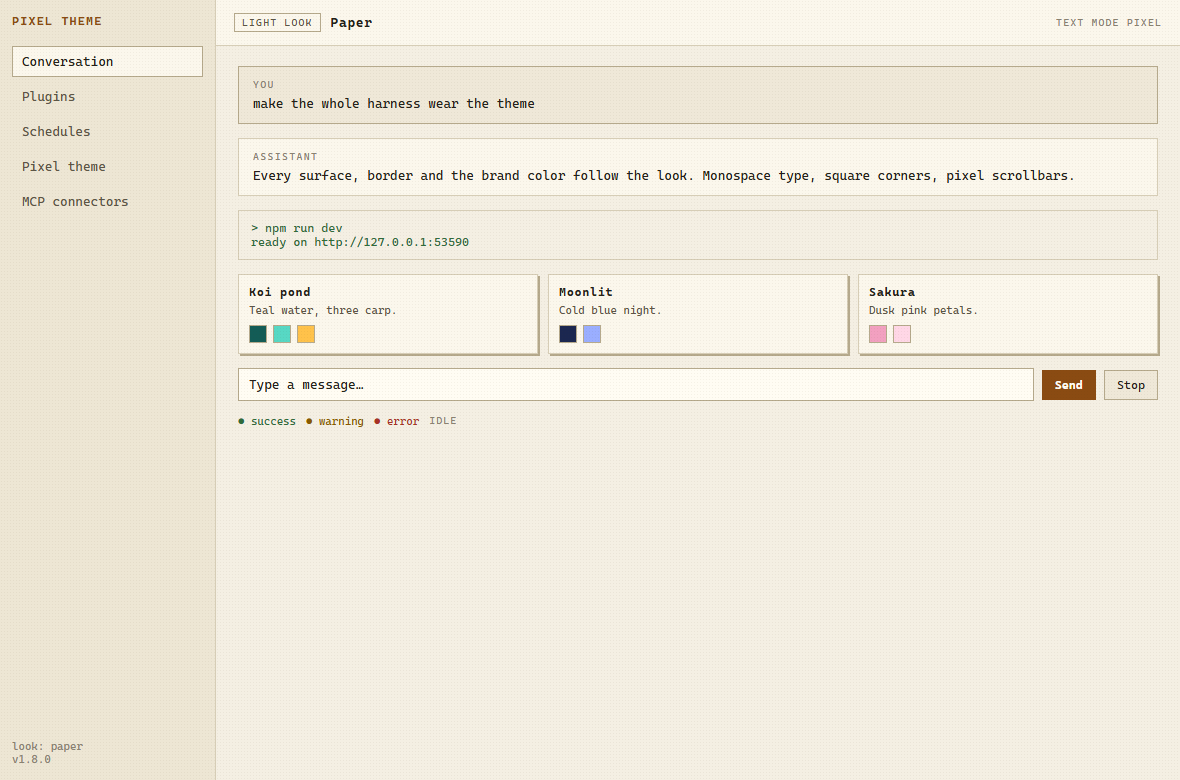 PIXEL THEME
Conversation
Plugins
Schedules
Pixel theme
MCP connectors
look: paper
v1.8.0
LIGHT LOOK Paper
TEXT MODE PIXEL
YOU
make the whole harness wear the theme
ASSISTANT
Every surface, border and the brand color follow the look. Monospace type, square corners, pixel scrollbars.
> npm run dev
ready on http://127.0.0.1:53590
Koi pond
Teal water, three carp.
Moonlit
Cold blue night.
Sakura
Dusk pink petals.
Type a message…
Send
Stop
● success ● warning ● error IDLE